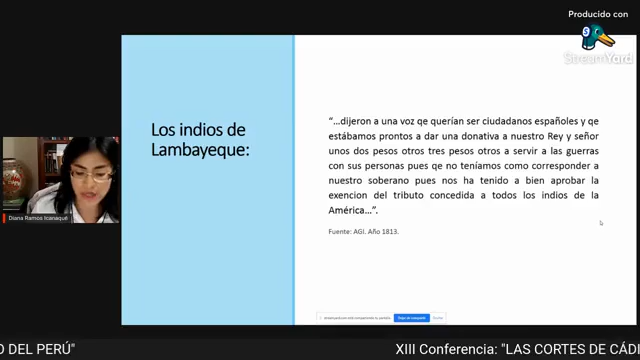 Producido con
StreamYard
Los indios de
Lambayeque:
“…dijeron a una voz qe querían ser ciudadanos españoles y qe
estábamos prontos a dar una donativa a nuestro Rey y señor
unos dos pesos otros tres pesos otros a servir a las guerras
con sus personas pues qe no teníamos como corresponder a
nuestro soberano pues nos ha tenido a bien aprobar la
exencion del tributo concedida a todos los indios de la
América…”.
Fuente: AGI. Año 1813.
Diana Ramos Icanaqué
O DEL PERÚ"
XIII Conferencia: "LAS CORTES DE CÁDI